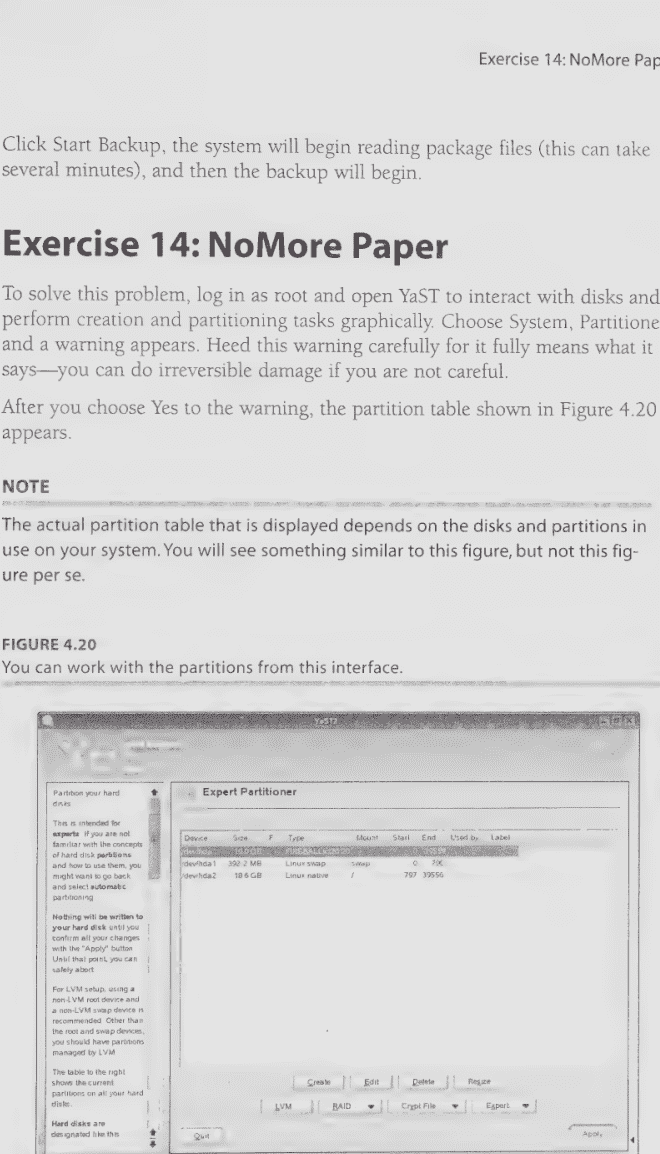 Exercise 14: NoMore Pap
Click Start Backup, the system will begin reading package files (this can take
several minutes), and then the backup will begin.
Exercise 14: NoMore Paper
To solve this problem, log in as root and open YaST to interact with disks and
perform creation and partitioning tasks graphically. Choose System, Partitione
and a warning appears. Heed this warning carefully for it fully means what it
says—you can do irreversible damage if you are not careful.
After you choose Yes to the warning, the partition table shown in Figure 4.20
appears.
NOTE
The actual partition table that is displayed depends on the disks and partitions in
use on your system. You will see something similar to this figure, but not this fig-
ure per se.
FIGURE 4.20
You can work with the partitions from this interface.
YaST2
Partition your hard
disks
This is intended for
experts If you are not
familiar with the concepts
of hard disk partitions
and how to use them, you
might want to go back
and select automatic
partitioning
Nothing will be written to
your hard disk until you
confirm all your changes
with the "Apply" button
Until that point, you can
safely abort
For LVM setup, using a
non-LVM root device and
a non-LVM swap device is
recommended Other than
the root and swap devices,
you should have partitions
managed by LVM
The table to the right
shows the current
partitions on all your hard
disks.
Hard disks are
designated like this
Expert Partitioner
Device Size F Type Mount Start End Used by Label
/dev/hda1 392.2 MB Linux swap swap 0 796
/dev/hda2 18.6 GB Linux native / 797 39556
Create Edit Delete Resize
LVM RAID Crypt File Expert
Quit Apply